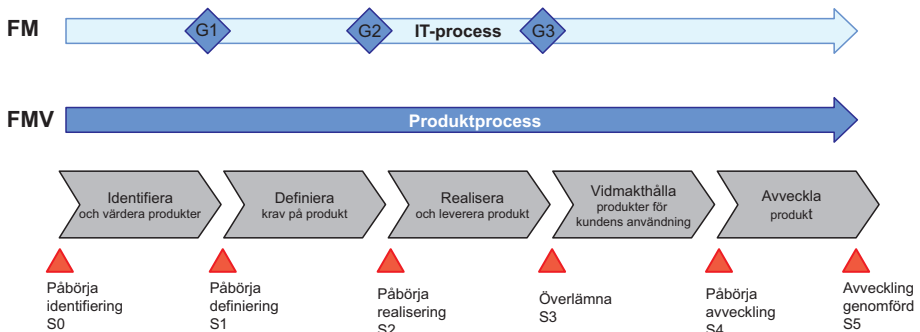 FM
G1
G2
IT-process
G3
FMV
Produktprocess
Identifiera
och värdera produkter
Definiera
krav på produkt
Realisera
och leverera produkt
Vidmakthålla
produkter för
kundens användning
Avveckla
produkt
Påbörja
identifiering
S0
Påbörja
definiering
S1
Påbörja
realisering
S2
Överlämna
S3
Påbörja
avveckling
S4
Avveckling
genomförd
S5